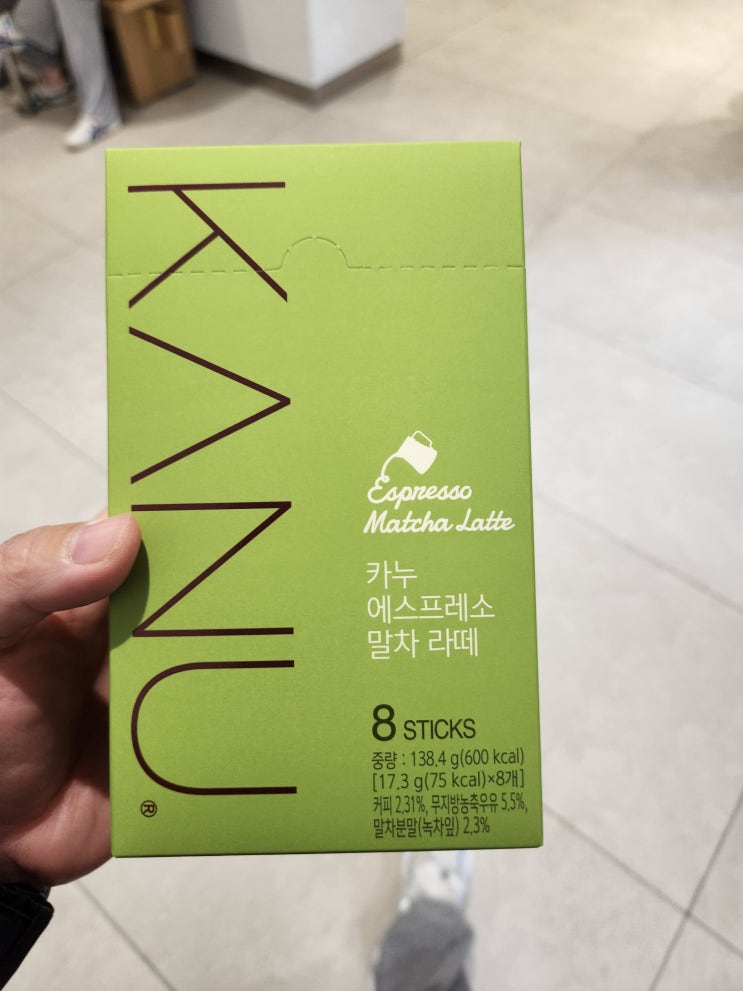 KANU®
Espresso
Matcha Latte
카누
에스프레소
말차 라떼
8 STICKS
중량 : 138.4 g(600 kcal)
[17.3 g(75 kcal)×8개]
커피 2.31%, 무지방농축우유 5.5%,
말차분말(녹차잎) 2.3%